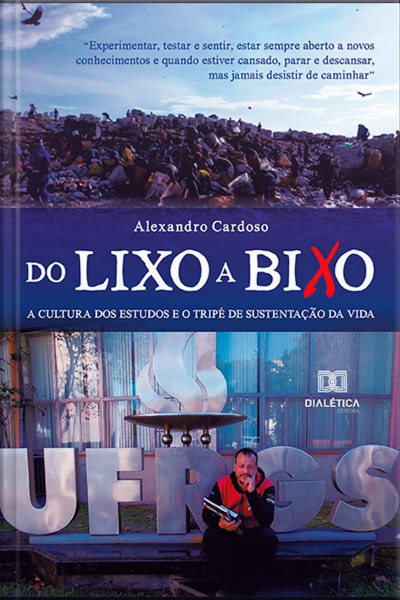 “Experimentar, testar e sentir, estar sempre aberto a novos
conhecimentos e quando estiver cansado, parar e descansar,
mas jamais desistir de caminhar”
Alexandro Cardoso
DO LIXO A BIXO
A CULTURA DOS ESTUDOS E O TRIPÉ DE SUSTENTAÇÃO DA VIDA
DIALÉTICA
EDITORA
UFRGS